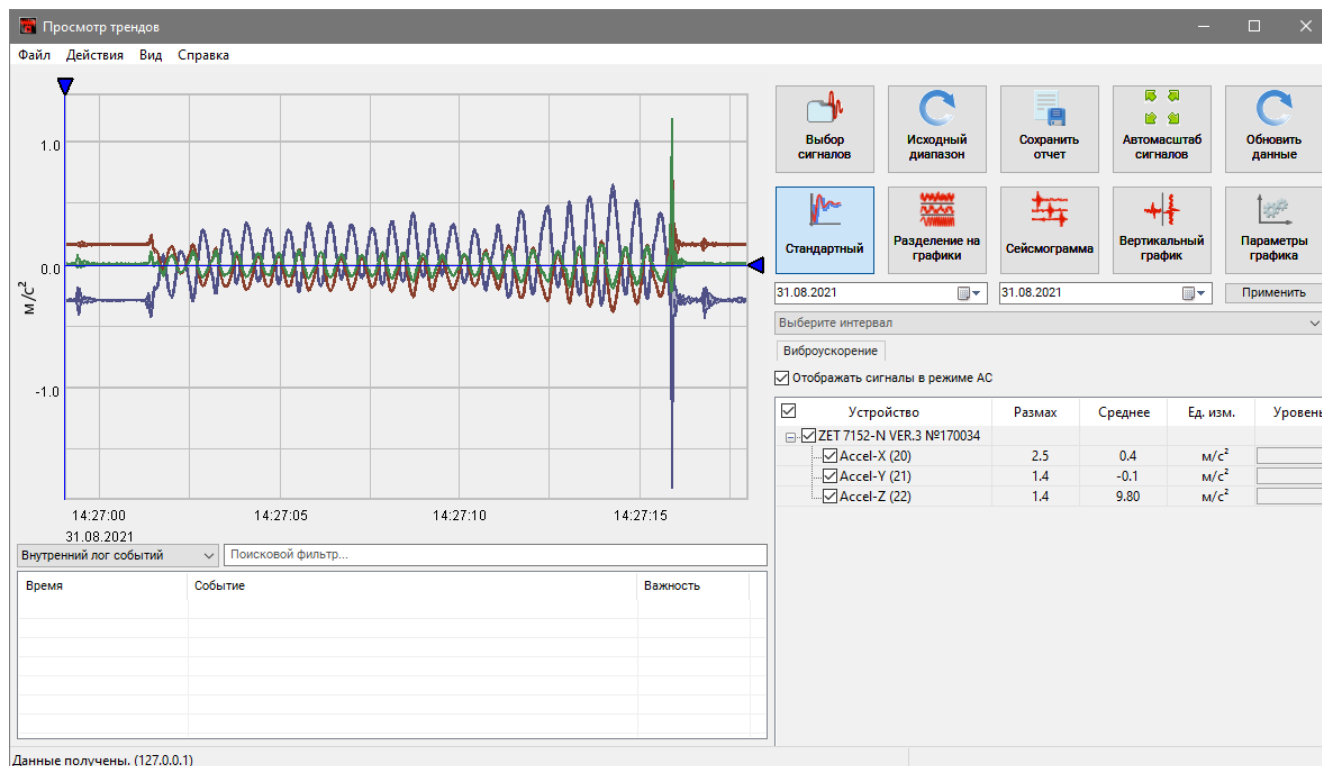 Просмотр трендов
Файл Действия Вид Справка
1.0
0.0
-1.0
м/с²
14:27:00 14:27:05 14:27:10 14:27:15
31.08.2021
Выбор сигналов
Исходный диапазон
Сохранить отчет
Автомасштаб сигналов
Обновить данные
Стандартный
Разделение на графики
Сейсмограмма
Вертикальный график
Параметры графика
31.08.2021 31.08.2021 Применить
Выберите интервал
Виброускорение
Отображать сигналы в режиме AC
Устройство Размах Среднее Ед. изм. Уровень
ZET 7152-N VER.3 №170034
Accel-X (20) 2.5 0.4 м/с²
Accel-Y (21) 1.4 -0.1 м/с²
Accel-Z (22) 1.4 9.80 м/с²
Внутренний лог событий Поисковой фильтр...
Время Событие Важность
Данные получены. (127.0.0.1)